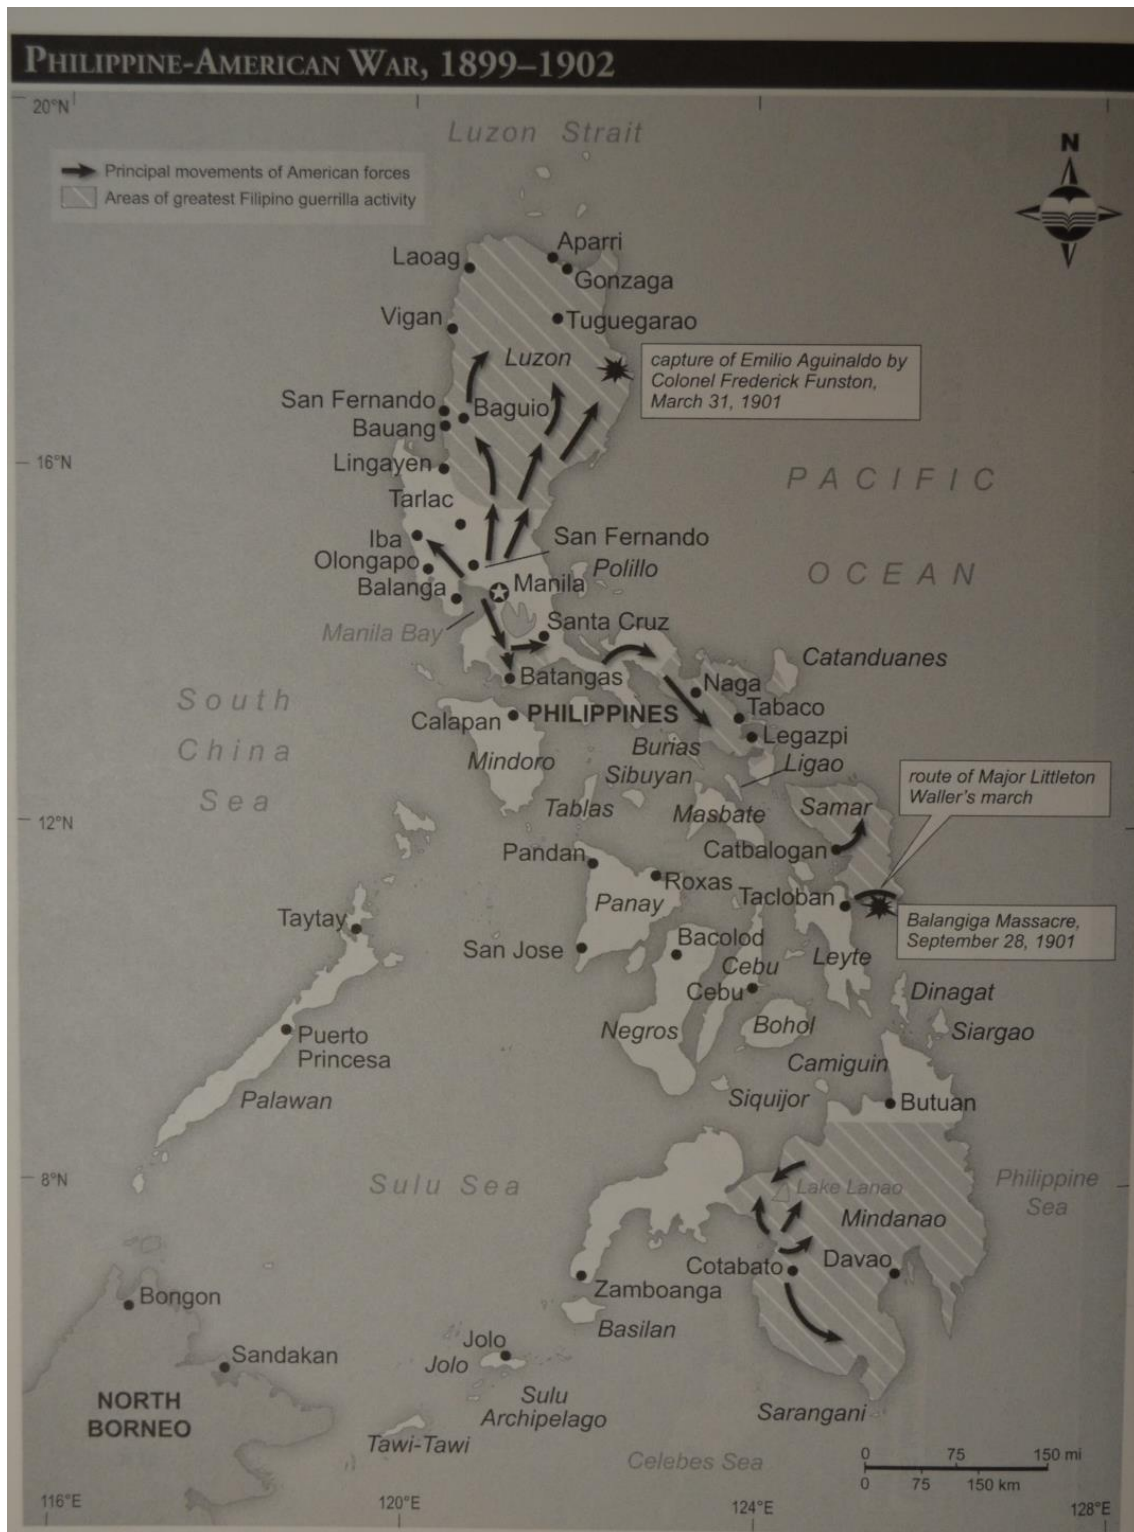 PHILIPPINE-AMERICAN WAR, 1899–1902
20°N
Luzon Strait
N
Principal movements of American forces
Areas of greatest Filipino guerrilla activity
Aparri
Laoag
Gonzaga
Vigan
Tuguegarao
Luzon
capture of Emilio Aguinaldo by
Colonel Frederick Funston,
March 31, 1901
San Fernando
Baguio
Bauang
16°N
Lingayen
PACIFIC
OCEAN
Tarlac
Iba
San Fernando
Olongapo
Polillo
Balanga
Manila
Manila Bay
Santa Cruz
Catanduanes
Batangas
Naga
South
China
Sea
Calapan
PHILIPPINES
Tabaco
Legazpi
Mindoro
Burias
Ligao
Sibuyan
route of Major Littleton
Waller's march
Tablas
Masbate
Samar
12°N
Pandan
Catbalogan
Roxas
Tacloban
Panay
Taytay
Balangiga Massacre,
September 28, 1901
San Jose
Bacolod
Cebu
Leyte
Cebu
Dinagat
Puerto
Princesa
Negros
Bohol
Siargao
Camiguin
Palawan
Siquijor
Butuan
8°N
Sulu Sea
Lake Lanao
Philippine
Sea
Mindanao
Cotabato
Davao
Zamboanga
Bongon
Basilan
Jolo
Jolo
Sandakan
NORTH
BORNEO
Sulu
Archipelago
Sarangani
Tawi-Tawi
Celebes Sea
0 75 150 mi
0 75 150 km
116°E
120°E
124°E
128°E